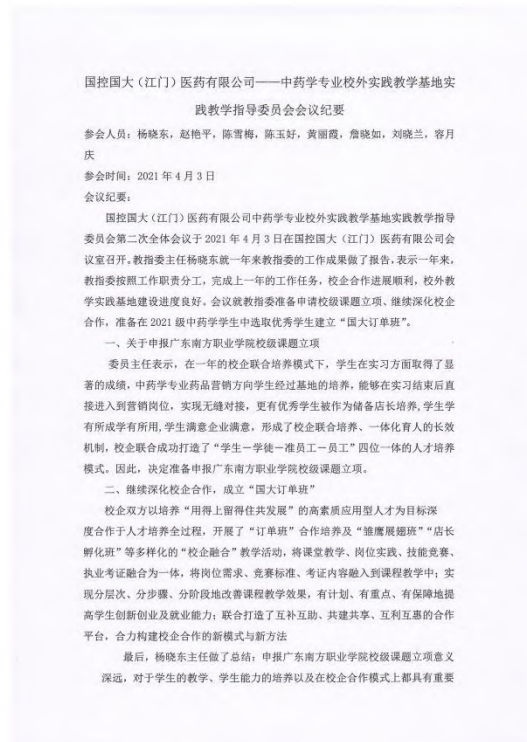 国控国大（江门）医药有限公司——中药学专业校外实践教学基地实
践教学指导委员会会议纪要
参会人员：杨晓东，赵艳平，陈雪梅，陈玉好，黄丽霞，詹晓如，刘晓兰，容月
庆
参会时间：2021 年 4 月 3 日
会议纪要：
国控国大（江门）医药有限公司中药学专业校外实践教学基地实践教学指导
委员会第二次全体会议于 2021 年 4 月 3 日在国控国大（江门）医药有限公司会
议室召开。教指委主任杨晓东就一年来教指委的工作成果做了报告，表示一年来，
教指委按照工作职责分工，完成上一年的工作任务，校企合作进展顺利，校外教
学实践基地建设进度良好。会议就教指委准备申请校级课题立项、继续深化校企
合作，准备在 2021 级中药学学生中选取优秀学生建立“国大订单班”。
一、关于申报广东南方职业学院校级课题立项
委员主任表示，在一年的校企联合培养模式下，学生在实习方面取得了显
著的成绩，中药学专业药品营销方向学生经过基地的培养，能够在实习结束后直
接进入到营销岗位，实现无缝对接，更有优秀学生被作为储备店长培养，学生学
有所成学有所用，学生满意企业满意，形成了校企联合培养、一体化育人的长效
机制，校企联合成功打造了“学生－学徒－准员工－员工”四位一体的人才培养
模式。因此，决定准备申报广东南方职业学院校级课题立项。
二、继续深化校企合作，成立“国大订单班”
校企双方以培养“用得上留得住共发展”的高素质应用型人才为目标深
度合作于人才培养全过程，开展了“订单班”合作培养及“雏鹰展翅班”“店长
孵化班”等多样化的“校企融合”教学活动，将课堂教学、岗位实践、技能竞赛、
执业考证融合为一体，将岗位需求、竞赛标准、考证内容融入到课程教学中；实
现分层次、分步骤、分阶段地改善课程教学效果，有计划、有重点、有保障地提
高学生创新创业及就业能力；联合打造了互补互助、共建共享、互利互惠的合作
平台，合力构建校企合作的新模式与新方法
最后，杨晓东主任做了总结：申报广东南方职业学院校级课题立项意义
深远，对于学生的教学、学生能力的培养以及在校企合作模式上都具有重要